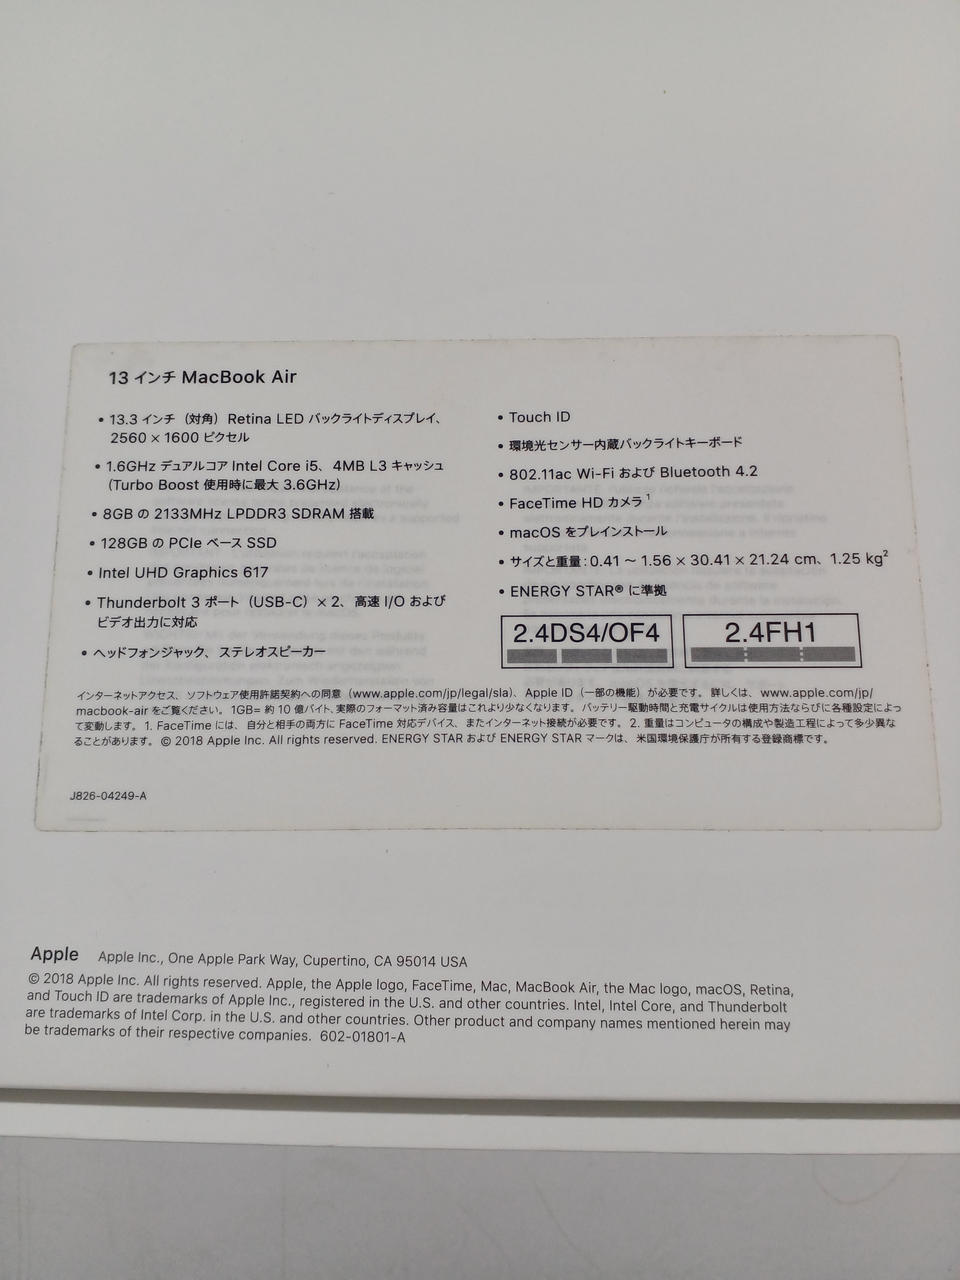 13 インチ MacBook Air
• 13.3 インチ（対角）Retina LED バックライトディスプレイ、
2560 × 1600 ピクセル
• 1.6GHz デュアルコア Intel Core i5、4MB L3 キャッシュ
（Turbo Boost 使用時に最大 3.6GHz）
• 8GB の 2133MHz LPDDR3 SDRAM 搭載
• 128GB の PCIe ベース SSD
• Intel UHD Graphics 617
• Thunderbolt 3 ポート（USB-C）× 2、高速 I/O および
ビデオ出力に対応
• ヘッドフォンジャック、ステレオスピーカー
• Touch ID
• 環境光センサー内蔵バックライトキーボード
• 802.11ac Wi-Fi および Bluetooth 4.2
• FaceTime HD カメラ¹
• macOS をプレインストール
• サイズと重量：0.41 ～ 1.56 × 30.41 × 21.24 cm、1.25 kg²
• ENERGY STAR® に準拠
2.4DS4/OF4
2.4FH1
インターネットアクセス、ソフトウェア使用許諾契約への同意（www.apple.com/jp/legal/sla）、Apple ID（一部の機能）が必要です。詳しくは、www.apple.com/jp/
macbook-air をご覧ください。1GB= 約 10 億バイト、実際のフォーマット済み容量はこれより少なくなります。バッテリー駆動時間と充電サイクルは使用方法ならびに各種設定によっ
て変動します。1. FaceTime には、自分と相手の両方に FaceTime 対応デバイス、またインターネット接続が必要です。2. 重量はコンピュータの構成や製造工程によって多少異な
ることがあります。© 2018 Apple Inc. All rights reserved. ENERGY STAR および ENERGY STAR マークは、米国環境保護庁が所有する登録商標です。
J826-04249-A
Apple Apple Inc., One Apple Park Way, Cupertino, CA 95014 USA
© 2018 Apple Inc. All rights reserved. Apple, the Apple logo, FaceTime, Mac, MacBook Air, the Mac logo, macOS, Retina,
and Touch ID are trademarks of Apple Inc., registered in the U.S. and other countries. Intel, Intel Core, and Thunderbolt
are trademarks of Intel Corp. in the U.S. and other countries. Other product and company names mentioned herein may
be trademarks of their respective companies. 602-01801-A